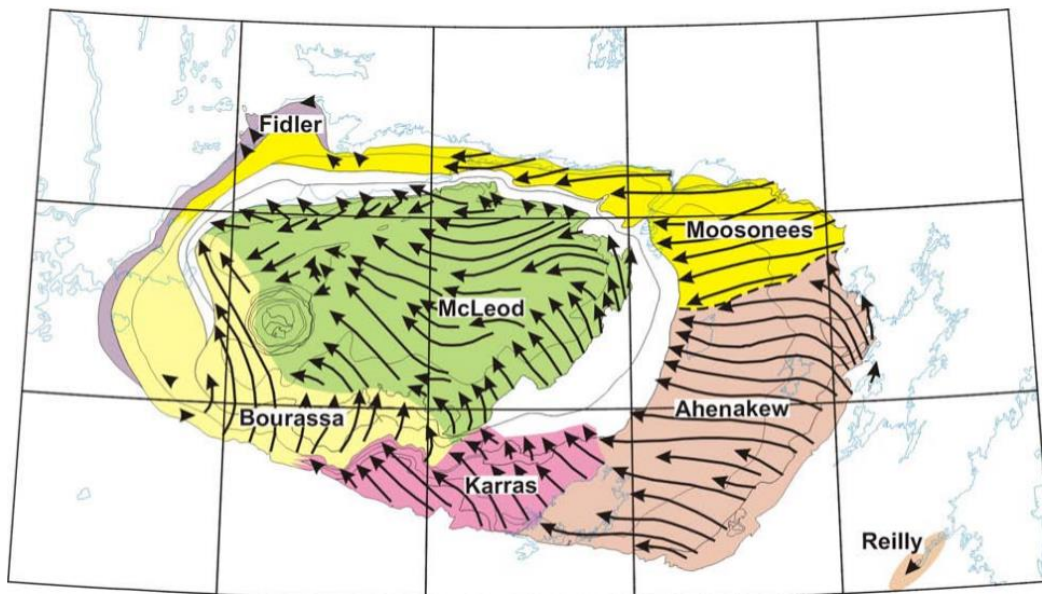 Fidler
Moosonees
McLeod
Ahenakew
Bourassa
Karras
Reilly